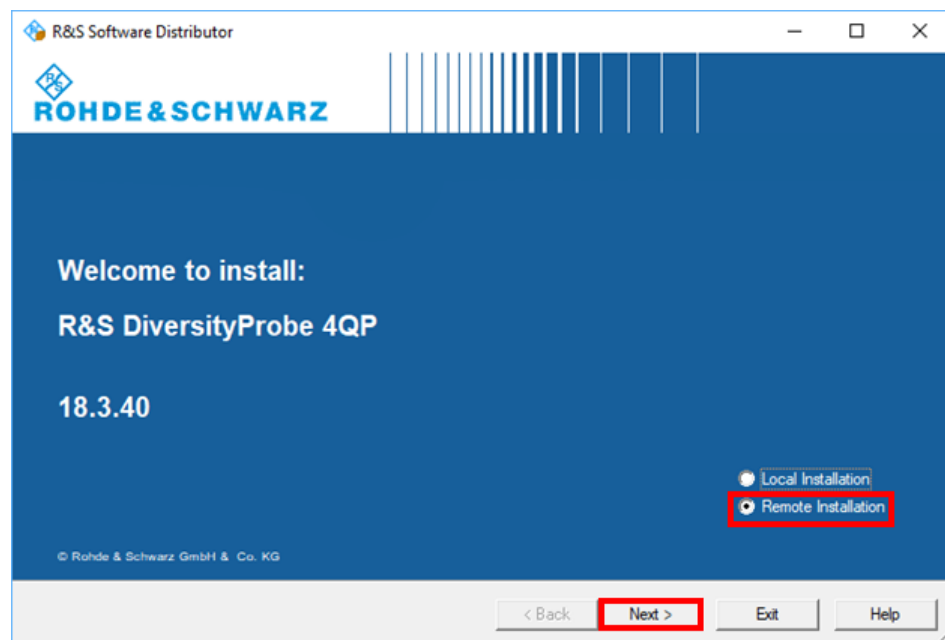 R&S Software Distributor
R S
ROHDE&SCHWARZ
Welcome to install:
R&S DiversityProbe 4QP
18.3.40
Local Installation
Remote Installation
© Rohde & Schwarz GmbH & Co. KG
< Back Next > Exit Help